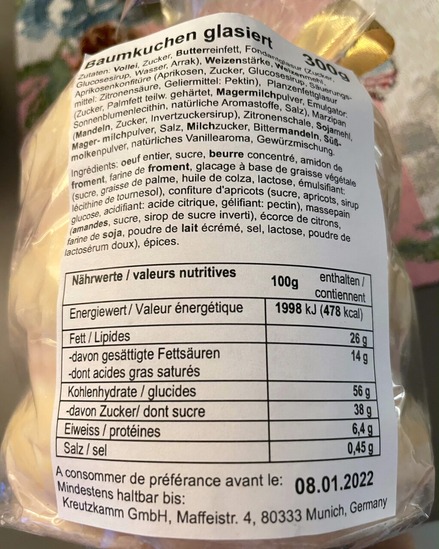 Baumkuchen glasiert 300g
Zutaten: Vollei, Zucker, Butterreinfett, Fondantglasur (Zucker,
Glucosesirup, Wasser, Arrak), Weizenstärke, Weizenmehl,
Aprikosenkonfitüre (Aprikosen, Zucker, Glucosesirup, Säuerungs-
mittel: Zitronensäure, Geliermittel: Pektin), Pflanzenfettglasur
(Zucker, Palmfett teilw. gehärtet, Magermilchpulver, Emulgator:
Sonnenblumenlecithin, natürliche Aromastoffe, Salz), Marzipan
(Mandeln, Zucker, Invertzuckersirup), Zitronenschale, Sojamehl,
Mager- milchpulver, Salz, Milchzucker, Bittermandeln, Süß-
molkenpulver, natürliches Vanillearoma, Gewürzmischung.
Ingrédients: oeuf entier, sucre, beurre concentré, amidon de
froment, farine de froment, glacage à base de graisse végétale
(sucre, graisse de palme, huile de colza, lactose, émulsifiant:
lécithine de tournesol), confiture d'apricots (sucre, apricots, sirup
glucose, acidifiant: acide citrique, gélifiant: pectin), massepain
(amandes, sucre, sirop de sucre inverti), écorce de citrons,
farine de soja, poudre de lait écrémé, sel, lactose, poudre de
lactosérum doux), épices.
Nährwerte / valeurs nutritives 100g enthalten /
contiennent
Energiewert / Valeur énergétique 1998 kJ (478 kcal)
Fett / Lipides 26 g
-davon gesättigte Fettsäuren 14 g
-dont acides gras saturés
Kohlenhydrate / glucides 56 g
-davon Zucker/ dont sucre 38 g
Eiweiss / protéines 6,4 g
Salz / sel 0,45 g
A consommer de préférance avant le: 08.01.2022
Mindestens haltbar bis:
Kreutzkamm GmbH, Maffeistr. 4, 80333 Munich, Germany